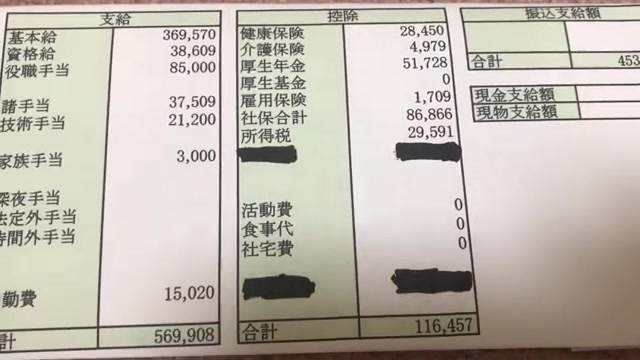 支給
基本給 369,570
資格給 38,609
役職手当 85,000
諸手当 37,509
技術手当 21,200
家族手当 3,000
深夜手当
法定外手当
時間外手当
勤費 15,020
計 569,908
控除
健康保険 28,450
介護保険 4,979
厚生年金 51,728
厚生基金 0
雇用保険 1,709
社保合計 86,866
所得税 29,591
活動費 0
食事代 0
社宅費 0
合計 116,457
振込支給額
合計 453
現金支給額
現物支給額